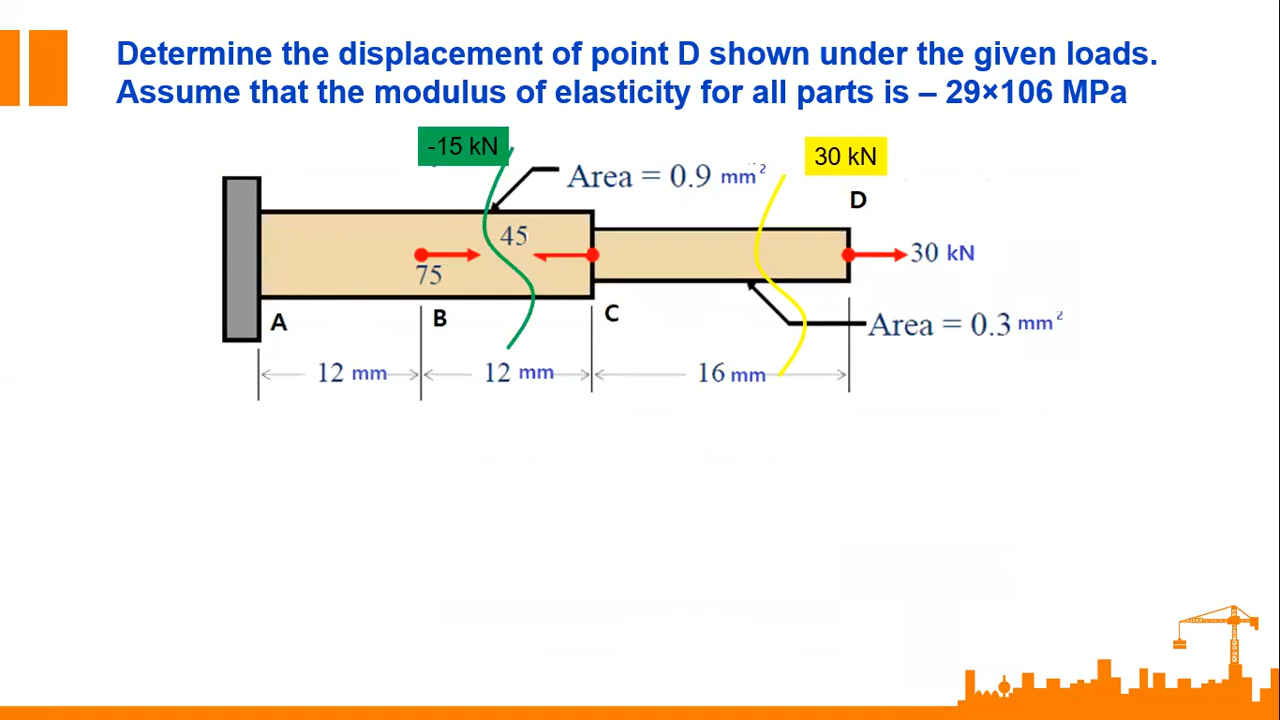 Determine the displacement of point D shown under the given loads.
Assume that the modulus of elasticity for all parts is – 29×106 MPa
-15 kN
30 kN
Area = 0.9 mm²
D
45
30 kN
75
A
B
C
Area = 0.3 mm²
12 mm
12 mm
16 mm